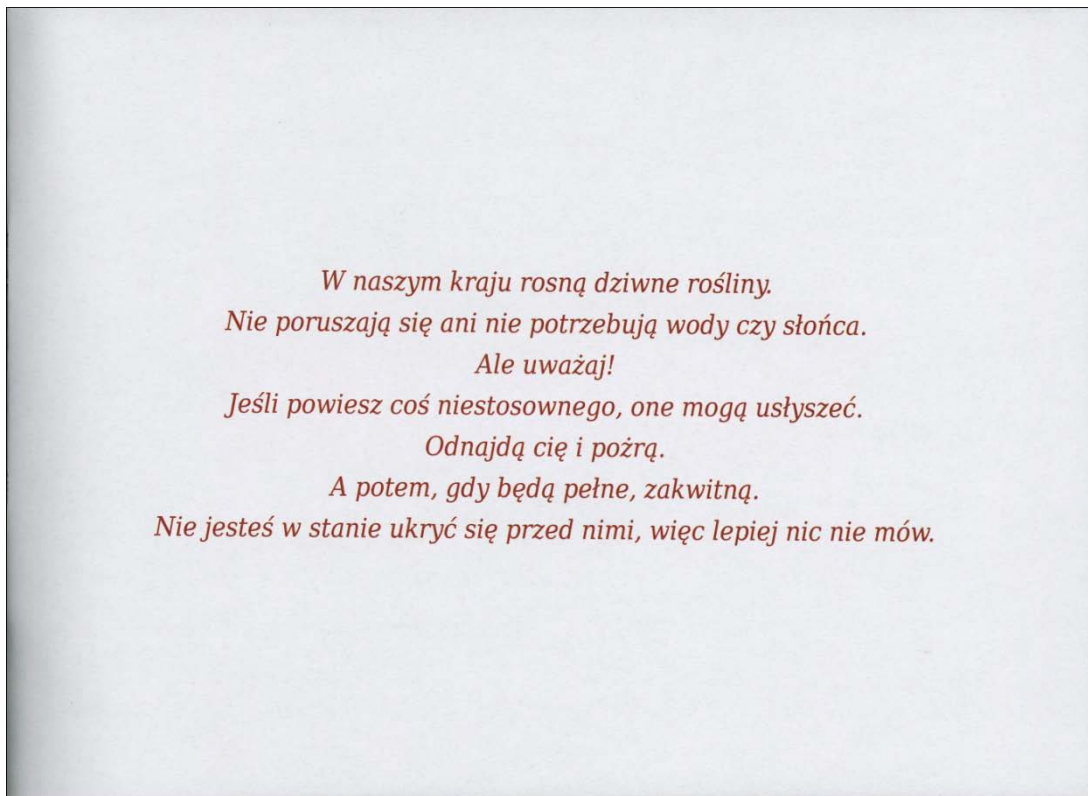 W naszym kraju rosną dziwne rośliny.
Nie poruszają się ani nie potrzebują wody czy słońca.
Ale uważaj!
Jeśli powiesz coś niestosownego, one mogą usłyszeć.
Odnajdą cię i pożrą.
A potem, gdy będą pełne, zakwitną.
Nie jesteś w stanie ukryć się przed nimi, więc lepiej nic nie mów.